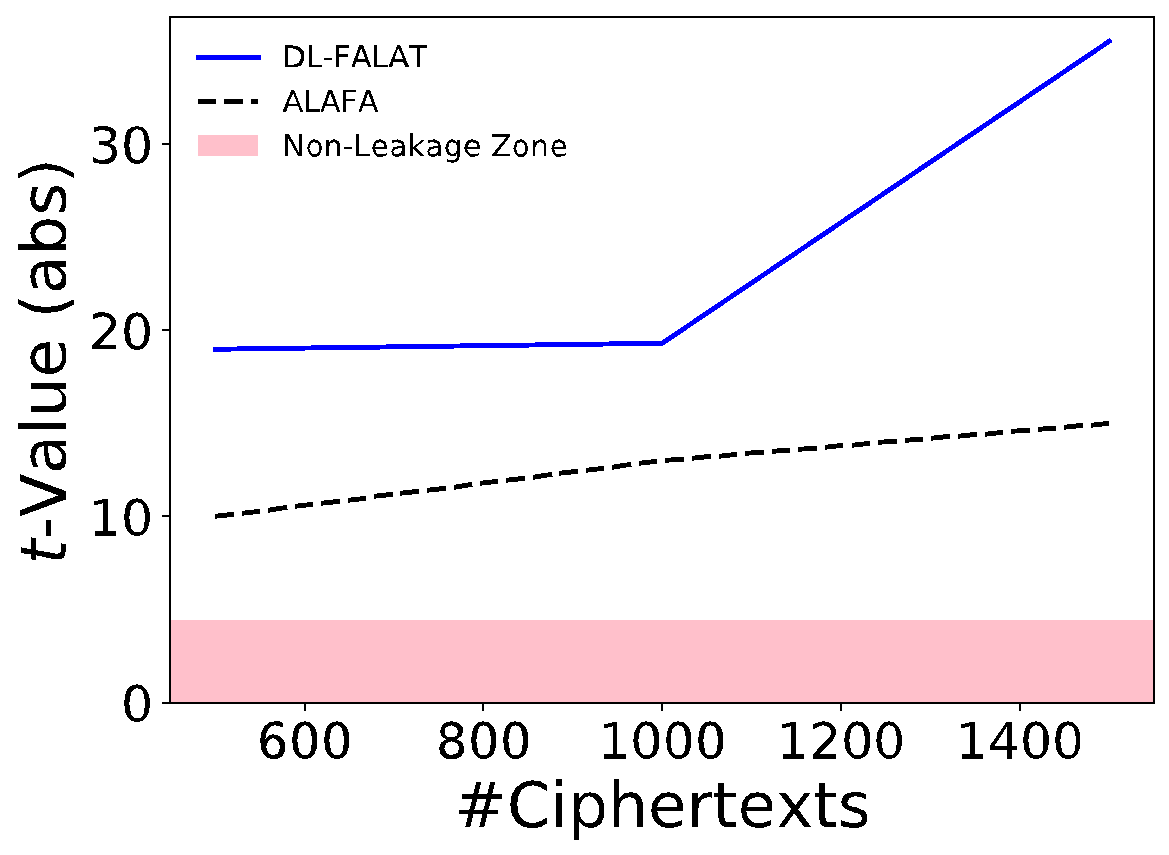 DL-FALAT
ALAFA
Non-Leakage Zone
t-Value (abs)
30
20
10
0
600 800 1000 1200 1400
#Ciphertexts